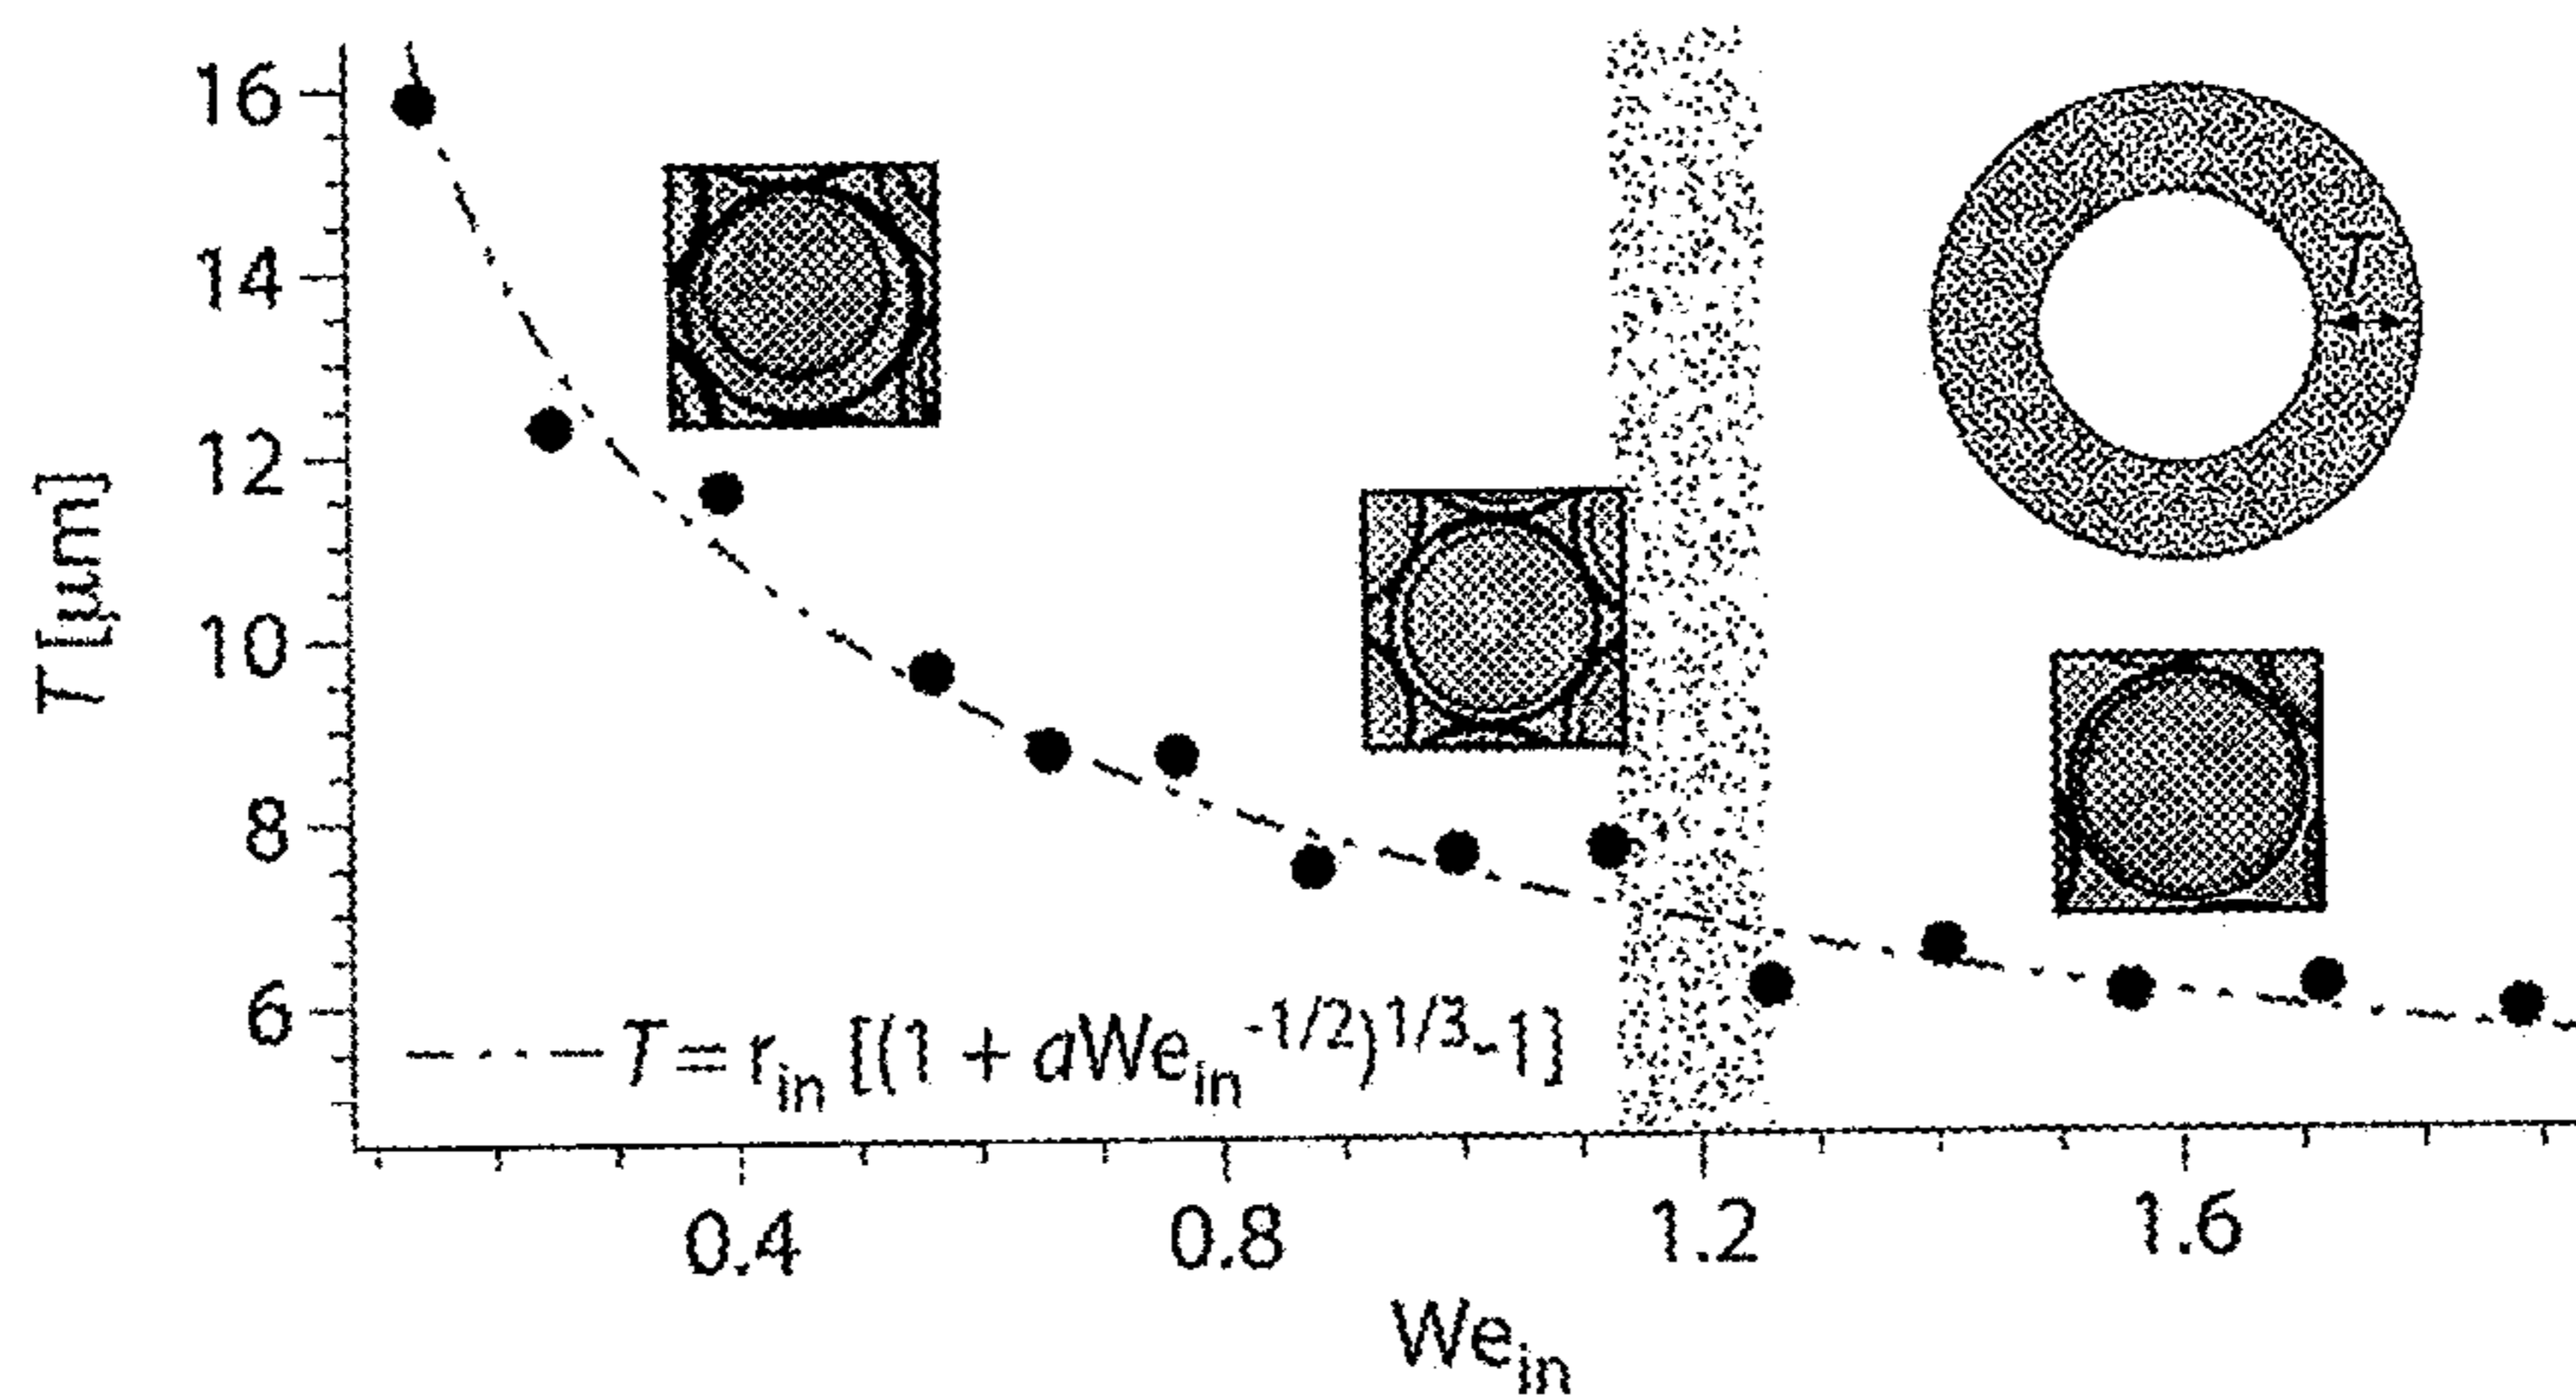 16
14
12
10
8
6
T [μm]
T
T = r_in [(1 + aWe_in^-1/2)^1/3-1]
0.4 0.8 1.2 1.6
We_in